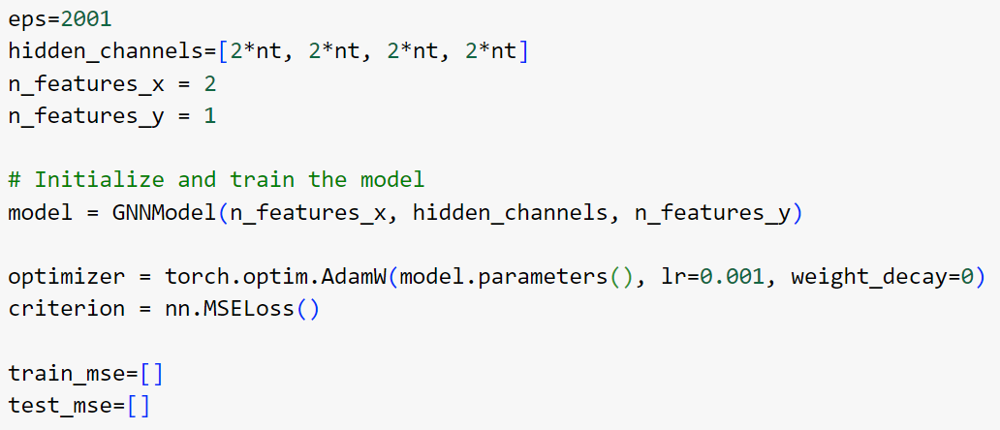 eps=2001
hidden_channels=[2*nt, 2*nt, 2*nt, 2*nt]
n_features_x = 2
n_features_y = 1
# Initialize and train the model
model = GNNModel(n_features_x, hidden_channels, n_features_y)
optimizer = torch.optim.AdamW(model.parameters(), lr=0.001, weight_decay=0)
criterion = nn.MSELoss()
train_mse=[]
test_mse=[]